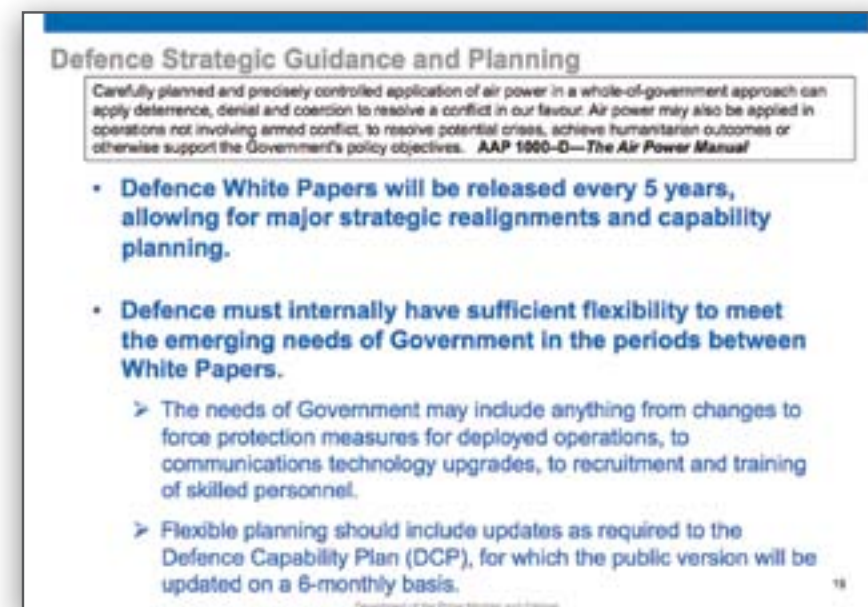 Defence Strategic Guidance and Planning
Carefully planned and precisely controlled application of air power in a whole-of-government approach can
apply deterrence, denial and coercion to resolve a conflict in our favour. Air power may also be applied in
operations not involving armed conflict, to resolve potential crises, achieve humanitarian outcomes or
otherwise support the Government's policy objectives. AAP 1000–D—The Air Power Manual
• Defence White Papers will be released every 5 years,
allowing for major strategic realignments and capability
planning.
• Defence must internally have sufficient flexibility to meet
the emerging needs of Government in the periods between
White Papers.
➢ The needs of Government may include anything from changes to
force protection measures for deployed operations, to
communications technology upgrades, to recruitment and training
of skilled personnel.
➢ Flexible planning should include updates as required to the
Defence Capability Plan (DCP), for which the public version will be
updated on a 6-monthly basis.
Department of the Prime Minister and Cabinet